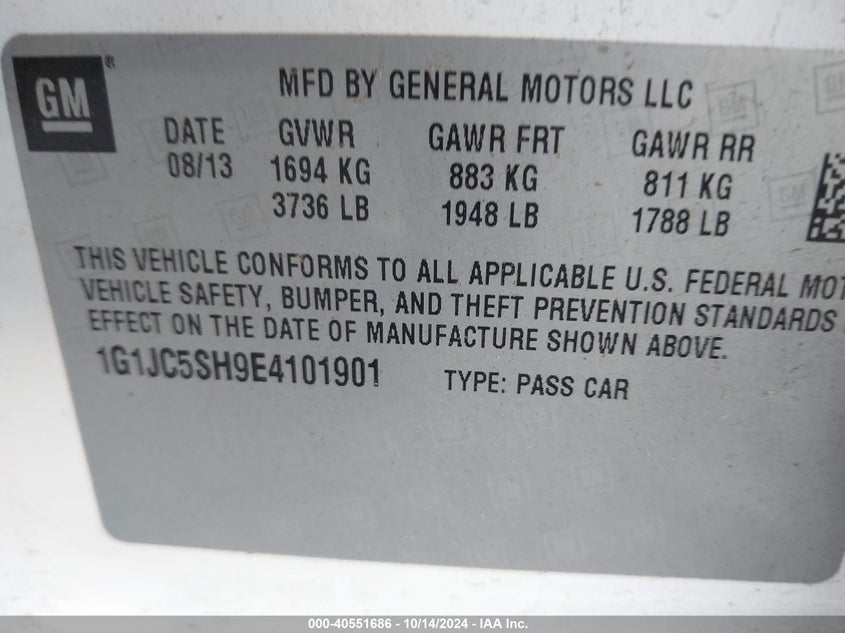 GM
MFD BY GENERAL MOTORS LLC
DATE GVWR GAWR FRT GAWR RR
08/13 1694 KG 883 KG 811 KG
3736 LB 1948 LB 1788 LB
THIS VEHICLE CONFORMS TO ALL APPLICABLE U.S. FEDERAL MOT
VEHICLE SAFETY, BUMPER, AND THEFT PREVENTION STANDARDS
EFFECT ON THE DATE OF MANUFACTURE SHOWN ABOVE.
1G1JC5SH9E4101901 TYPE: PASS CAR
000-40551686 - 10/14/2024 - IAA Inc.